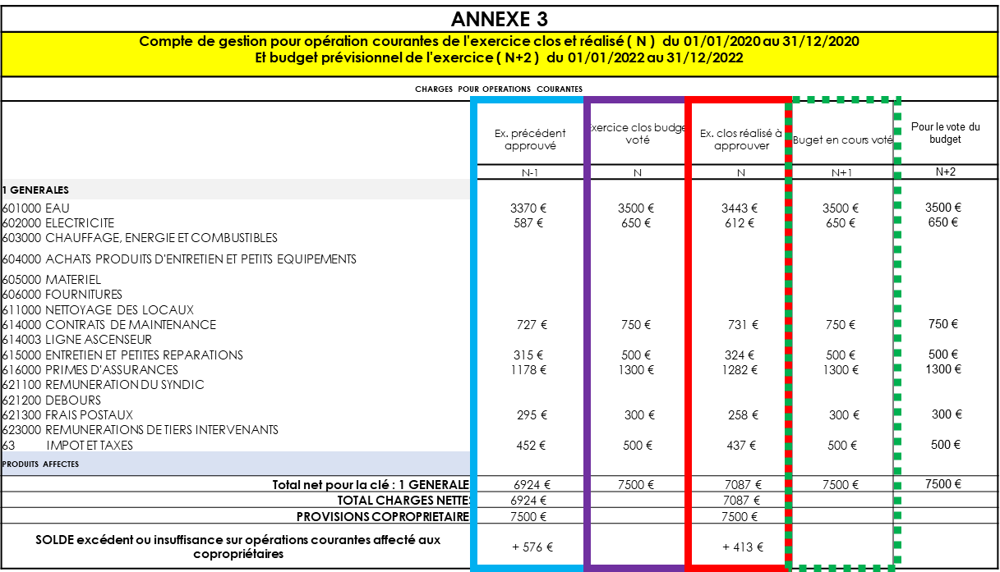 ANNEXE 3
Compte de gestion pour opération courantes de l'exercice clos et réalisé ( N ) du 01/01/2020 au 31/12/2020
Et budget prévisionnel de l'exercice ( N+2 ) du 01/01/2022 au 31/12/2022
CHARGES POUR OPERATIONS COURANTES
Ex. précédent approuvé
Exercice clos budge voté
Ex. clos réalisé à approuver
Buget en cours voté
Pour le vote du budget
N-1 N N N+1 N+2
1 GENERALES
601000 EAU 3370 € 3500 € 3443 € 3500 € 3500 €
602000 ELECTRICITE 587 € 650 € 612 € 650 € 650 €
603000 CHAUFFAGE, ENERGIE ET COMBUSTIBLES
604000 ACHATS PRODUITS D'ENTRETIEN ET PETITS EQUIPEMENTS
605000 MATERIEL
606000 FOURNITURES
611000 NETTOYAGE DES LOCAUX
614000 CONTRATS DE MAINTENANCE 727 € 750 € 731 € 750 € 750 €
614003 LIGNE ASCENSEUR
615000 ENTRETIEN ET PETITES REPARATIONS 315 € 500 € 324 € 500 € 500 €
616000 PRIMES D'ASSURANCES 1178 € 1300 € 1282 € 1300 € 1300 €
621100 REMUNERATION DU SYNDIC
621200 DEBOURS
621300 FRAIS POSTAUX 295 € 300 € 258 € 300 € 300 €
623000 REMUNERATIONS DE TIERS INTERVENANTS
63 IMPOT ET TAXES 452 € 500 € 437 € 500 € 500 €
PRODUITS AFFECTES
Total net pour la clé : 1 GENERALE 6924 € 7500 € 7087 € 7500 € 7500 €
TOTAL CHARGES NETTES 6924 € 7087 €
PROVISIONS COPROPRIETAIRE 7500 € 7500 €
SOLDE excédent ou insuffisance sur opérations courantes affecté aux
copropriétaires
+ 576 € + 413 €